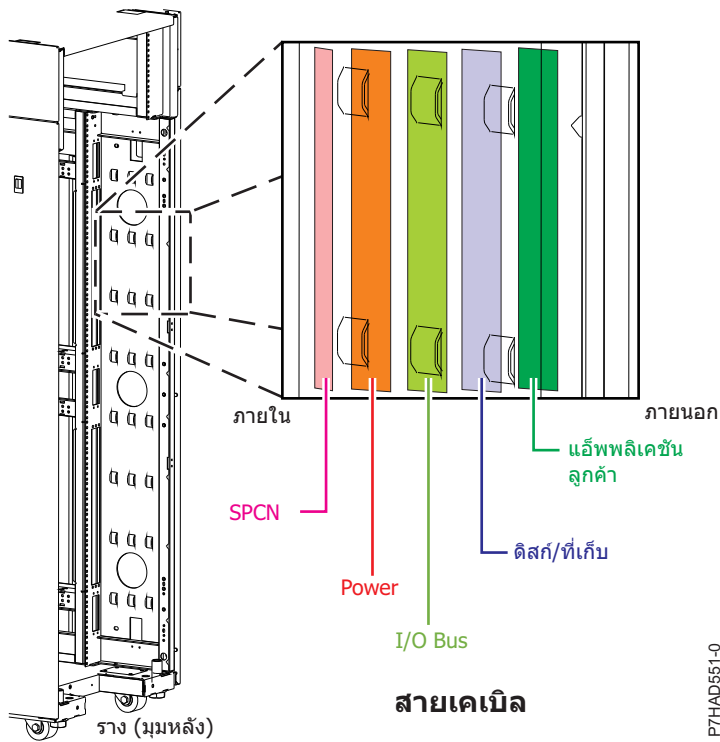 ภายใน
ภายนอก
แอ็พพลิเคชัน
ลูกค้า
SPCN
ดิสก์/ที่เก็บ
Power
I/O Bus
สายเคเบิล
ราง (มุมหลัง)
P7HAD551-0